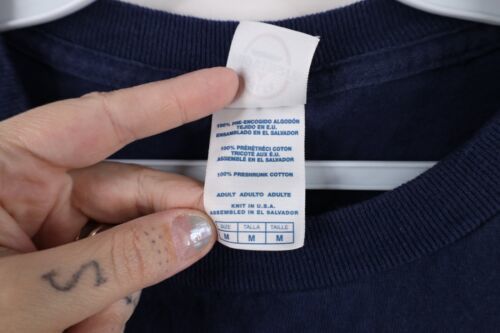 100% PRE-ENCOGIDO ALGODÓN
TEJIDO EN E.U.
ENSAMBLADO EN EL SALVADOR
100% PRÉRÉTRÉCI COTON
TRICOTÉ AUX É.U.
ASSEMBLÉ EN EL SALVADOR
100% PRESHRUNK COTTON
ADULT ADULTO ADULTE
KNIT IN U.S.A.
ASSEMBLED IN EL SALVADOR
SIZE TALLA TAILLE
M M M
S